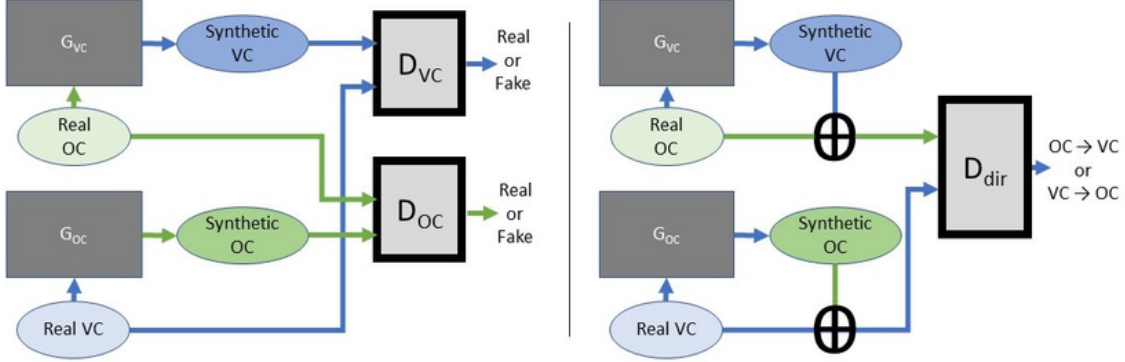 G_VC
Synthetic
VC
D_VC
Real
or
Fake
Real
OC
G_OC
Synthetic
OC
D_OC
Real
or
Fake
Real VC
G_VC
Synthetic
VC
Real
OC
D_dir
OC → VC
or
VC → OC
G_OC
Synthetic
OC
Real VC